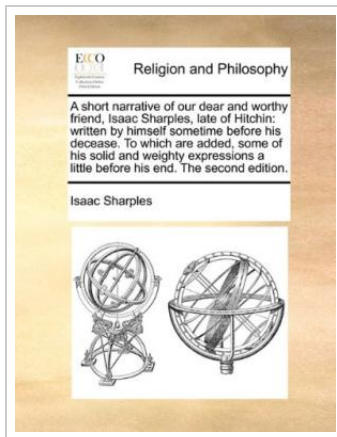 ECCO
Religion and Philosophy
A short narrative of our dear and worthy
friend, Isaac Sharples, late of Hitchin:
written by himself sometime before his
decease. To which are added, some of
his solid and weighty expressions a
little before his end. The second edition.
Isaac Sharples